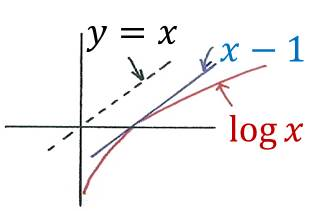 y = x
x − 1
log x